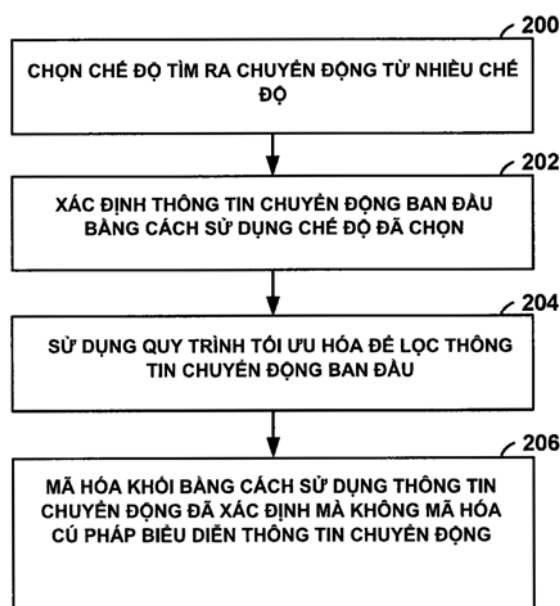 200
CHỌN CHẾ ĐỘ TÌM RA CHUYỂN ĐỘNG TỪ NHIỀU CHẾ
ĐỘ
202
XÁC ĐỊNH THÔNG TIN CHUYỂN ĐỘNG BAN ĐẦU
BẰNG CÁCH SỬ DỤNG CHẾ ĐỘ ĐÃ CHỌN
204
SỬ DỤNG QUY TRÌNH TỐI ƯU HÓA ĐỂ LỌC THÔNG
TIN CHUYỂN ĐỘNG BAN ĐẦU
206
MÃ HÓA KHỐI BẰNG CÁCH SỬ DỤNG THÔNG TIN
CHUYỂN ĐỘNG ĐÃ XÁC ĐỊNH MÀ KHÔNG MÃ HÓA
CÚ PHÁP BIỂU DIỄN THÔNG TIN CHUYỂN ĐỘNG